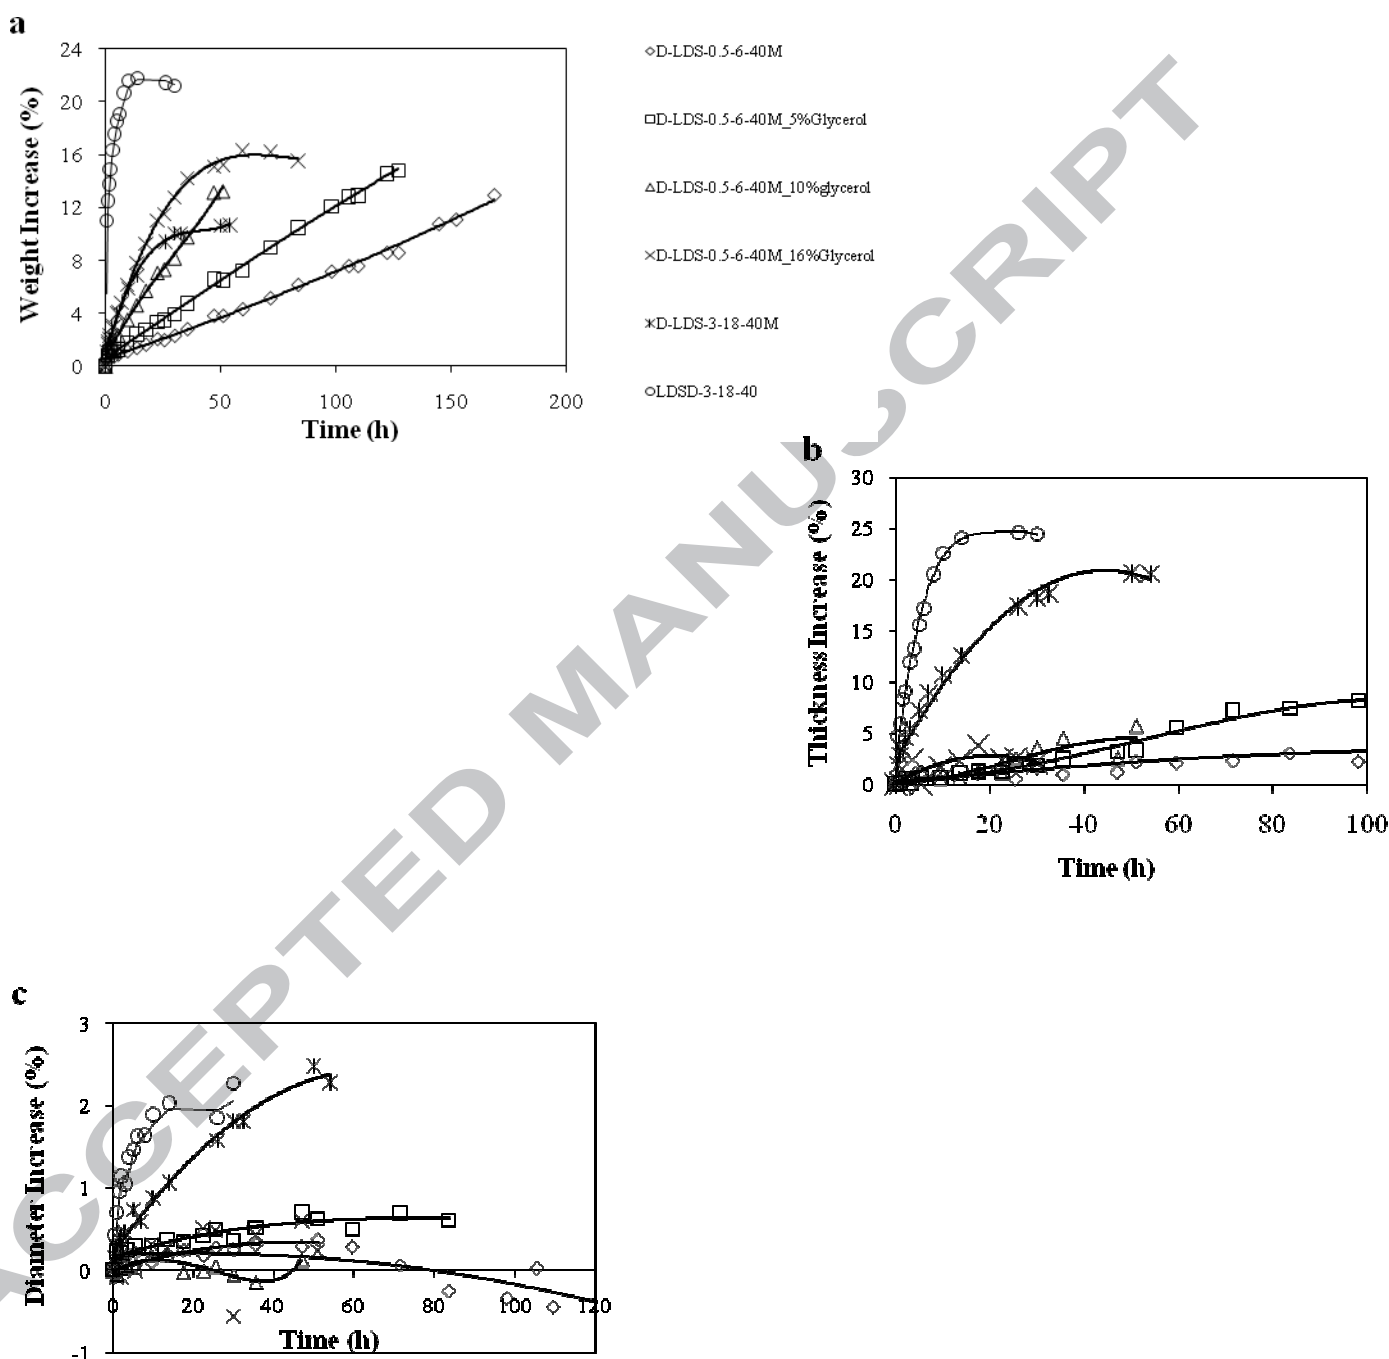 a
24
20
16
12
8
4
0
Weight Increase (%)
0 50 100 150 200
Time (h)
D-LDS-0.5-6-40M
D-LDS-0.5-6-40M_5%Glycerol
D-LDS-0.5-6-40M_10%glycerol
D-LDS-0.5-6-40M_16%Glycerol
D-LDS-3-18-40M
LDSD-3-18-40
b
30
25
20
15
10
5
0
Thickness Increase (%)
0 20 40 60 80 100
Time (h)
c
3
2
1
0
-1
Diameter Increase (%)
0 20 40 60 80 100 120
Time (h)
ACCEPTED MANUSCRIPT